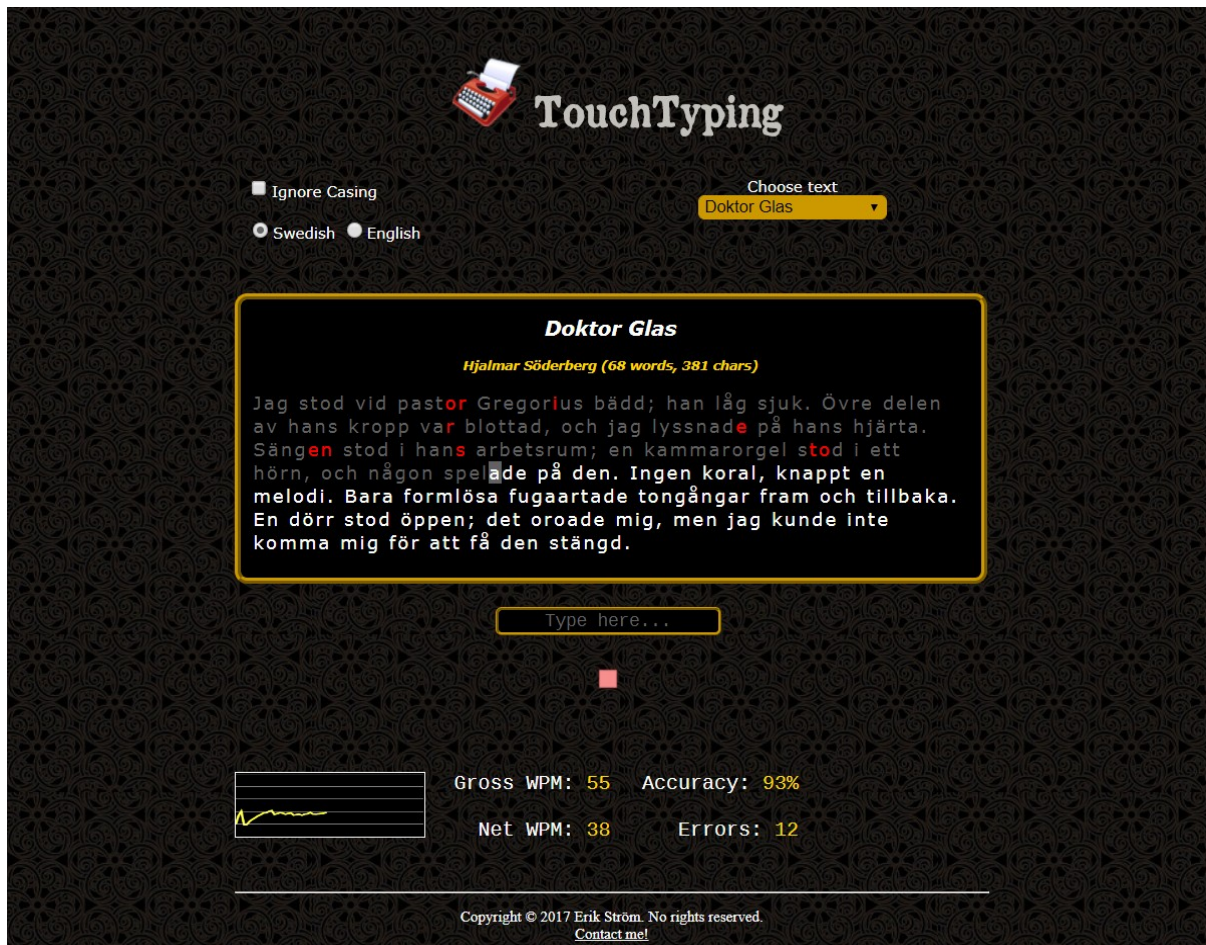 TouchTyping
Ignore Casing
Choose text
Doktor Glas
Swedish English
Doktor Glas
Hjalmar Söderberg (68 words, 381 chars)
Jag stod vid pastor Gregorius bädd; han låg sjuk. Övre delen
av hans kropp var blottad, och jag lyssnade på hans hjärta.
Sängen stod i hans arbetsrum; en kammarorgel stod i ett
hörn, och någon spelade på den. Ingen koral, knappt en
melodi. Bara formlösa fugaartade tongångar fram och tillbaka.
En dörr stod öppen; det oroade mig, men jag kunde inte
komma mig för att få den stängd.
Type here...
Gross WPM: 55 Accuracy: 93%
Net WPM: 38 Errors: 12
Copyright © 2017 Erik Ström. No rights reserved.
Contact me!